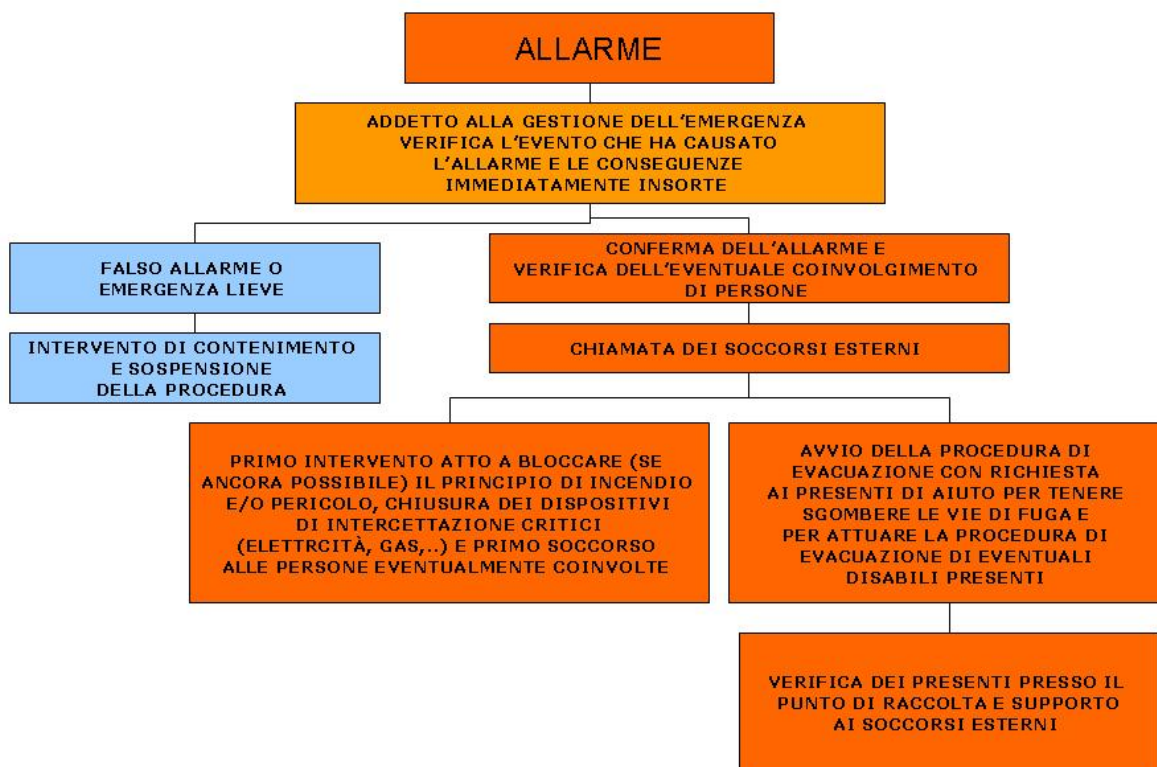 ALLARME
ADDETTO ALLA GESTIONE DELL'EMERGENZA
VERIFICA L'EVENTO CHE HA CAUSATO
L'ALLARME E LE CONSEGUENZE
IMMEDIATAMENTE INSORTE
FALSO ALLARME O
EMERGENZA LIEVE
INTERVENTO DI CONTENIMENTO
E SOSPENSIONE
DELLA PROCEDURA
CONFERMA DELL'ALLARME E
VERIFICA DELL'EVENTUALE COINVOLGIMENTO
DI PERSONE
CHIAMATA DEI SOCCORSI ESTERNI
PRIMO INTERVENTO ATTO A BLOCCARE (SE
ANCORA POSSIBILE) IL PRINCIPIO DI INCENDIO
E/O PERICOLO, CHIUSURA DEI DISPOSITIVI
DI INTERCETTAZIONE CRITICI
(ELETTRCITÀ, GAS,..) E PRIMO SOCCORSO
ALLE PERSONE EVENTUALMENTE COINVOLTE
AVVIO DELLA PROCEDURA DI
EVACUAZIONE CON RICHIESTA
AI PRESENTI DI AIUTO PER TENERE
SGOMBERE LE VIE DI FUGA E
PER ATTUARE LA PROCEDURA DI
EVACUAZIONE DI EVENTUALI
DISABILI PRESENTI
VERIFICA DEI PRESENTI PRESSO IL
PUNTO DI RACCOLTA E SUPPORTO
AI SOCCORSI ESTERNI